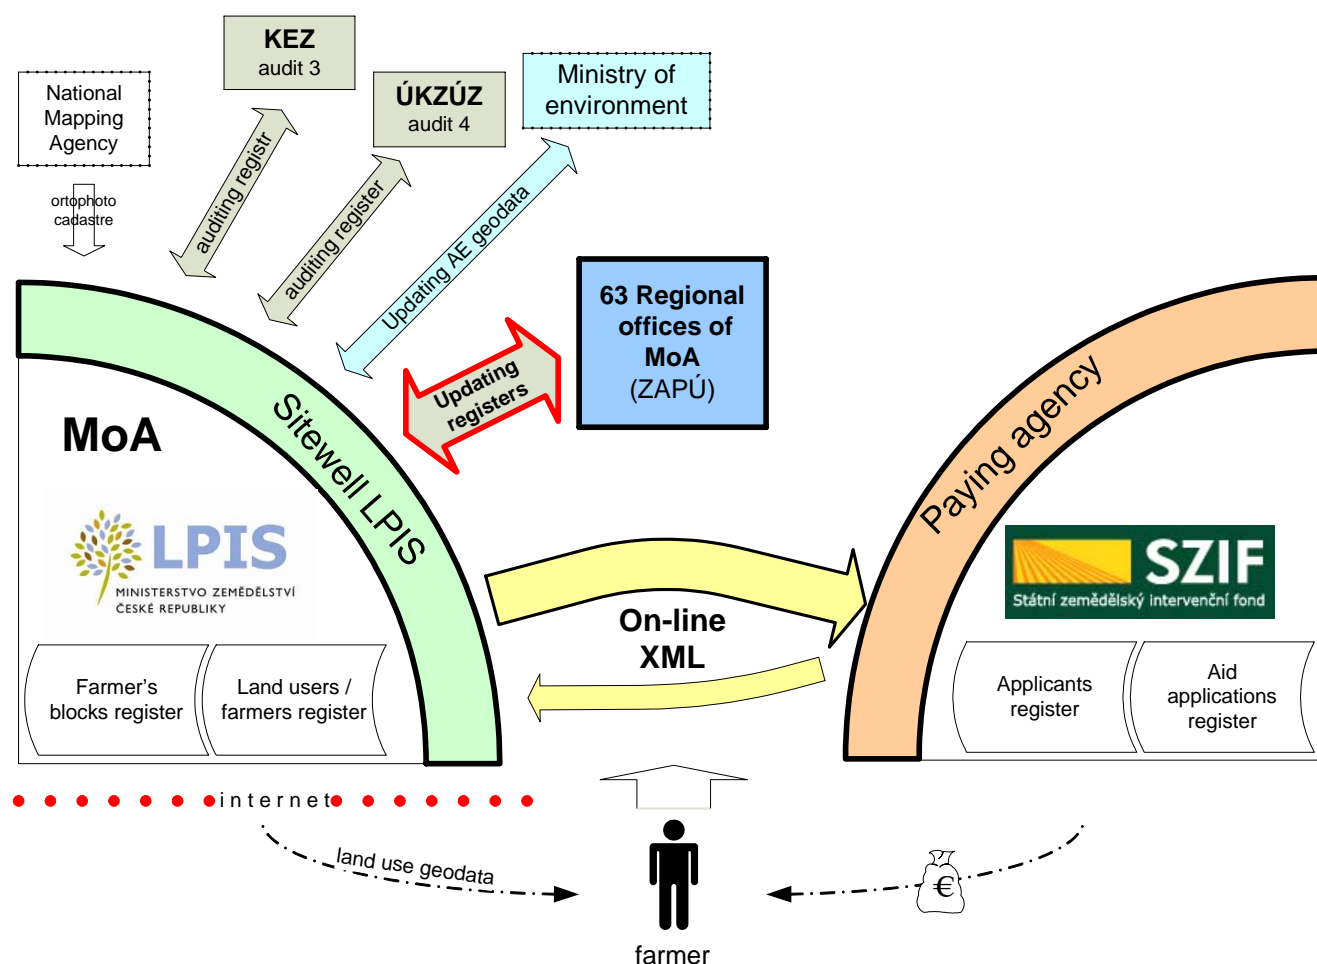 KEZ
audit 3
National
Mapping
Agency
ÚKZÚZ
audit 4
Ministry of
environment
ortophoto
cadastre
auditing registr
auditing register
Updating AE geodata
63 Regional
offices of
MoA
(ZAPÚ)
Updating
registers
MoA
Sitewell LPIS
Paying agency
LPIS
MINISTERSTVO ZEMĚDĚLSTVÍ
ČESKÉ REPUBLIKY
SZIF
Státní zemědělský intervenční fond
On-line
XML
Farmer's
blocks register
Land users /
farmers register
Applicants
register
Aid
applications
register
internet
land use geodata
€
farmer